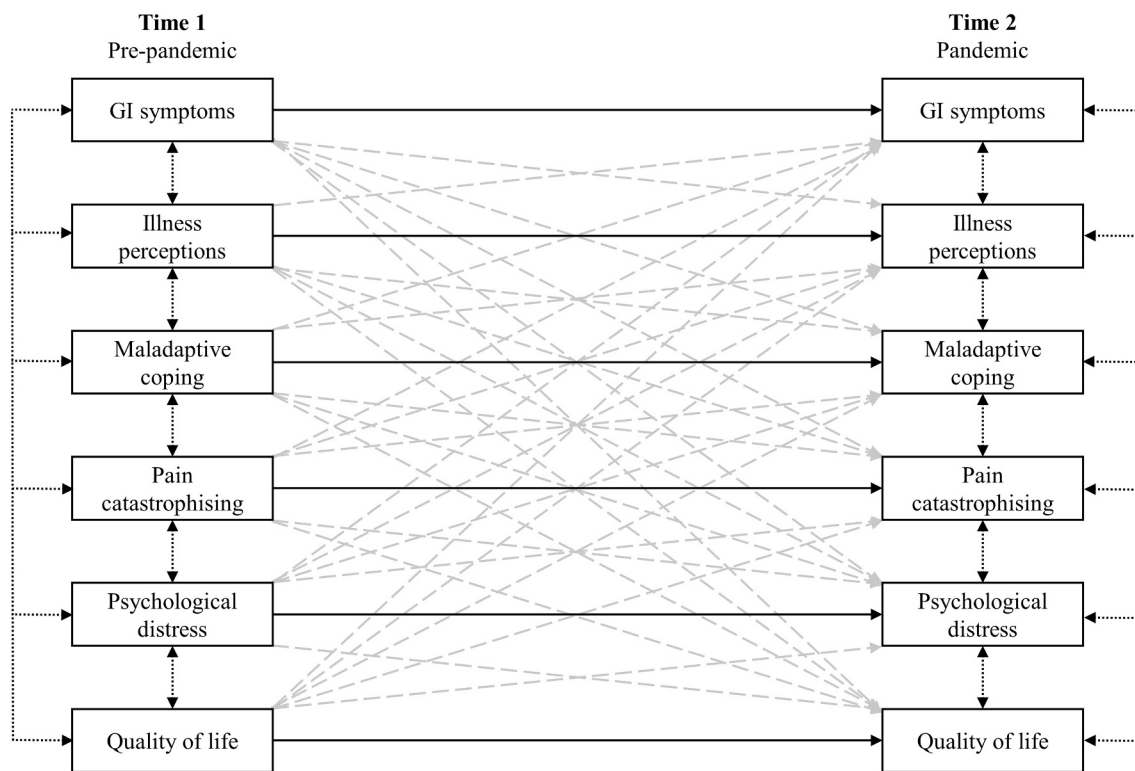 Time 1
Pre-pandemic
Time 2
Pandemic
GI symptoms
GI symptoms
Illness
perceptions
Illness
perceptions
Maladaptive
coping
Maladaptive
coping
Pain
catastrophising
Pain
catastrophising
Psychological
distress
Psychological
distress
Quality of life
Quality of life